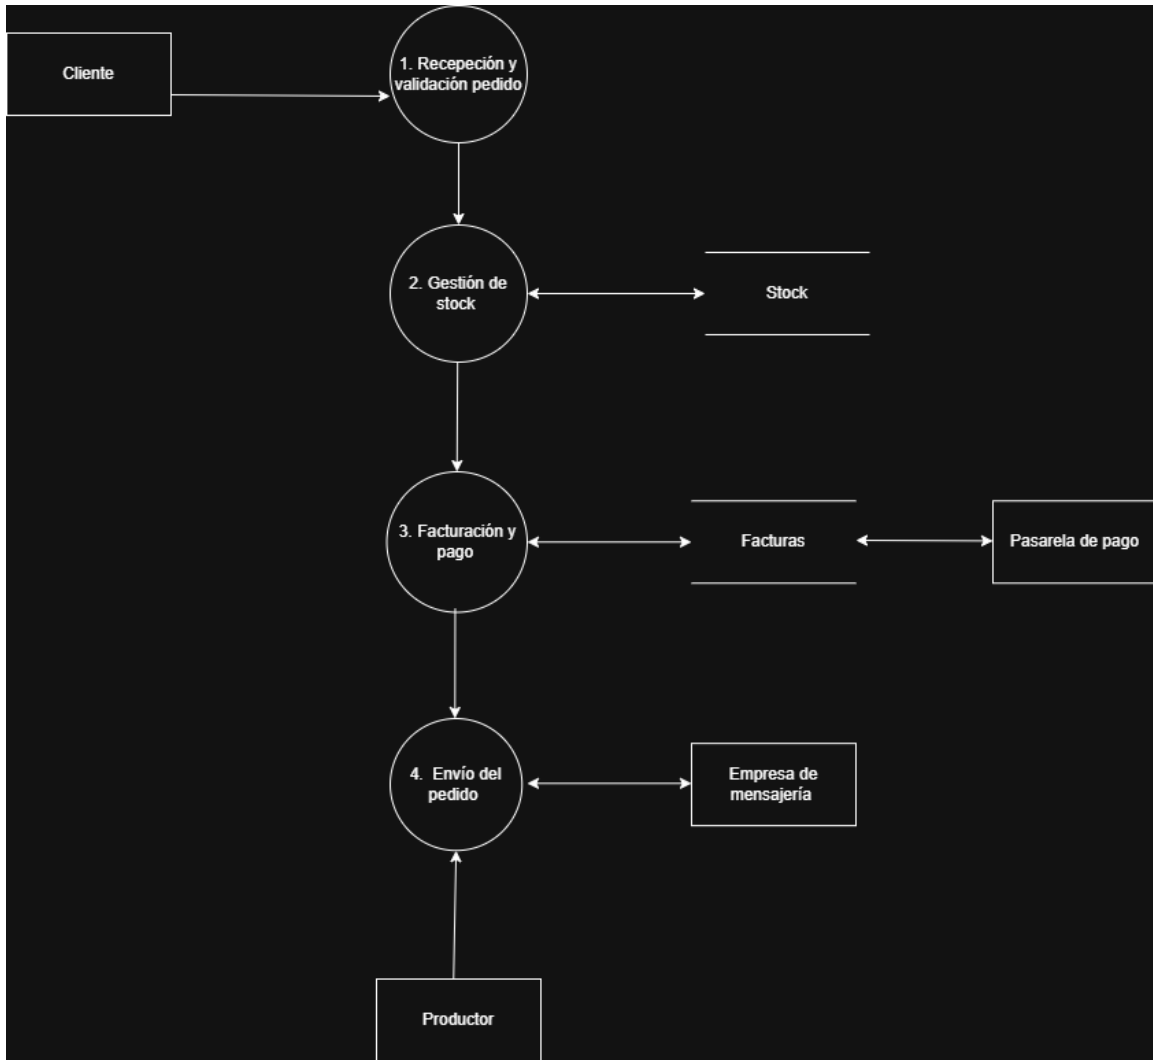 Cliente
1. Recepeción y
validación pedido
2. Gestión de
stock
Stock
3. Facturación y
pago
Facturas
Pasarela de pago
4. Envío del
pedido
Empresa de
mensajería
Productor